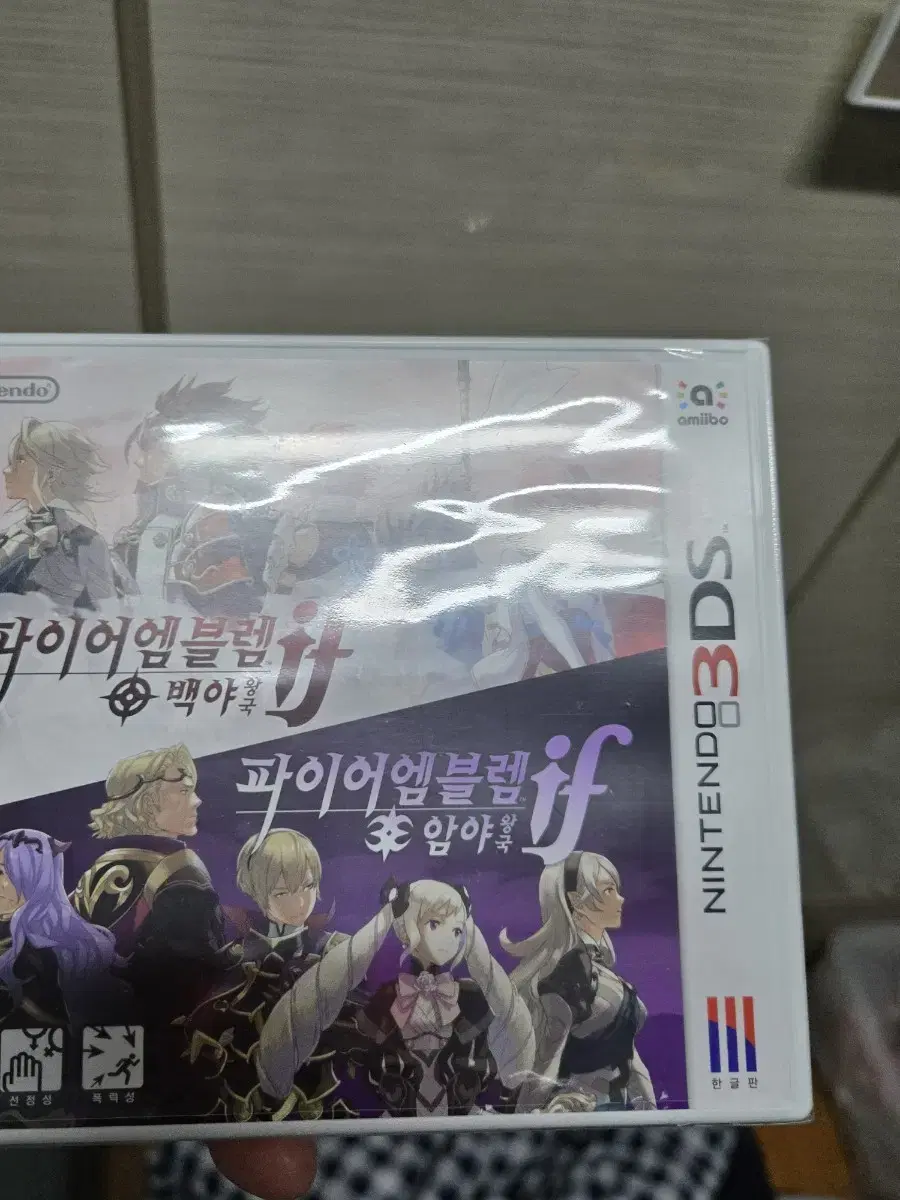 endo
amiibo
NINTENDO 3DS
파이어엠블렘 if
백야 왕국
파이어엠블렘 if
암야 왕국
선정성
폭력성
한글판